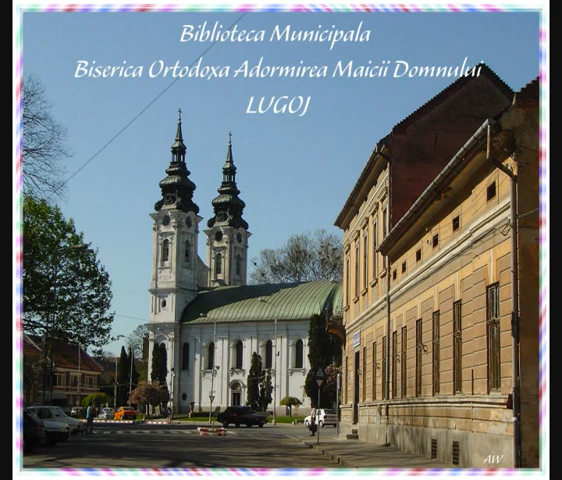 Biblioteca Municipala
Biserica Ortodoxa Adormirea Maicii Domnului
LUGOJ
AW